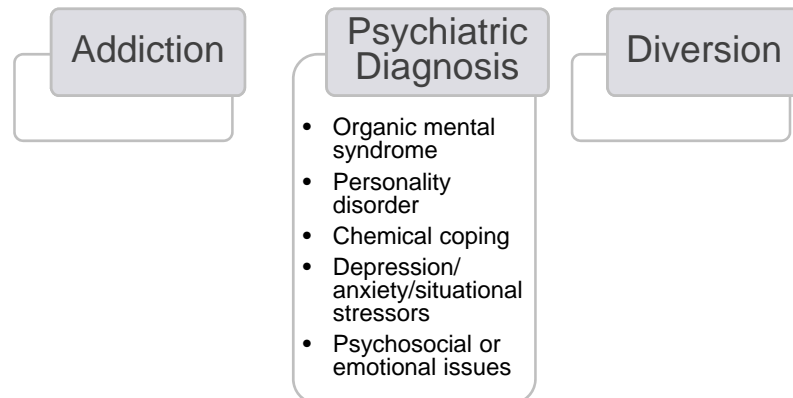 Addiction
Psychiatric
Diagnosis
• Organic mental
syndrome
• Personality
disorder
• Chemical coping
• Depression/
anxiety/situational
stressors
• Psychosocial or
emotional issues
Diversion